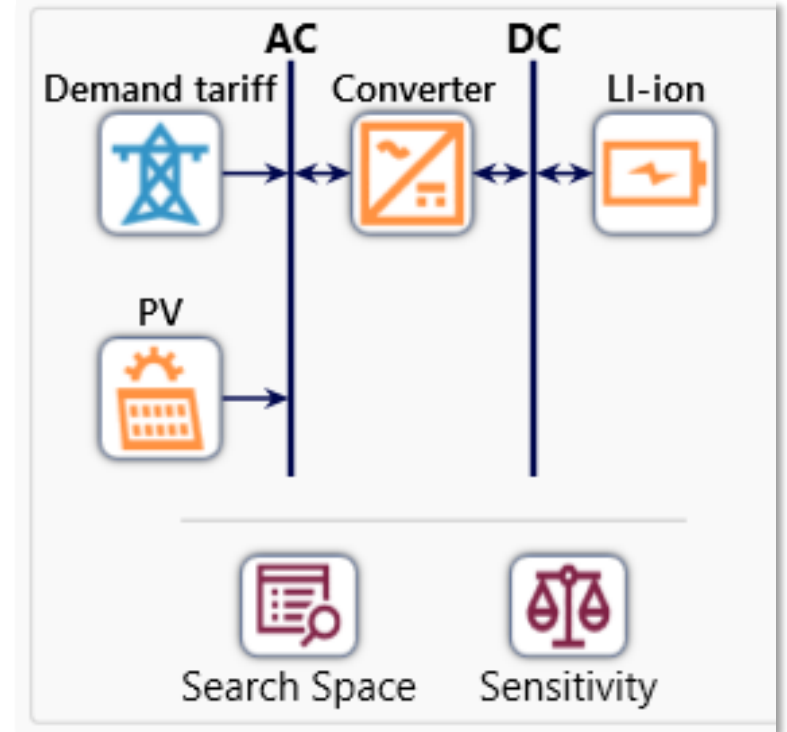 AC DC
Demand tariff Converter LI-ion
PV
Search Space Sensitivity